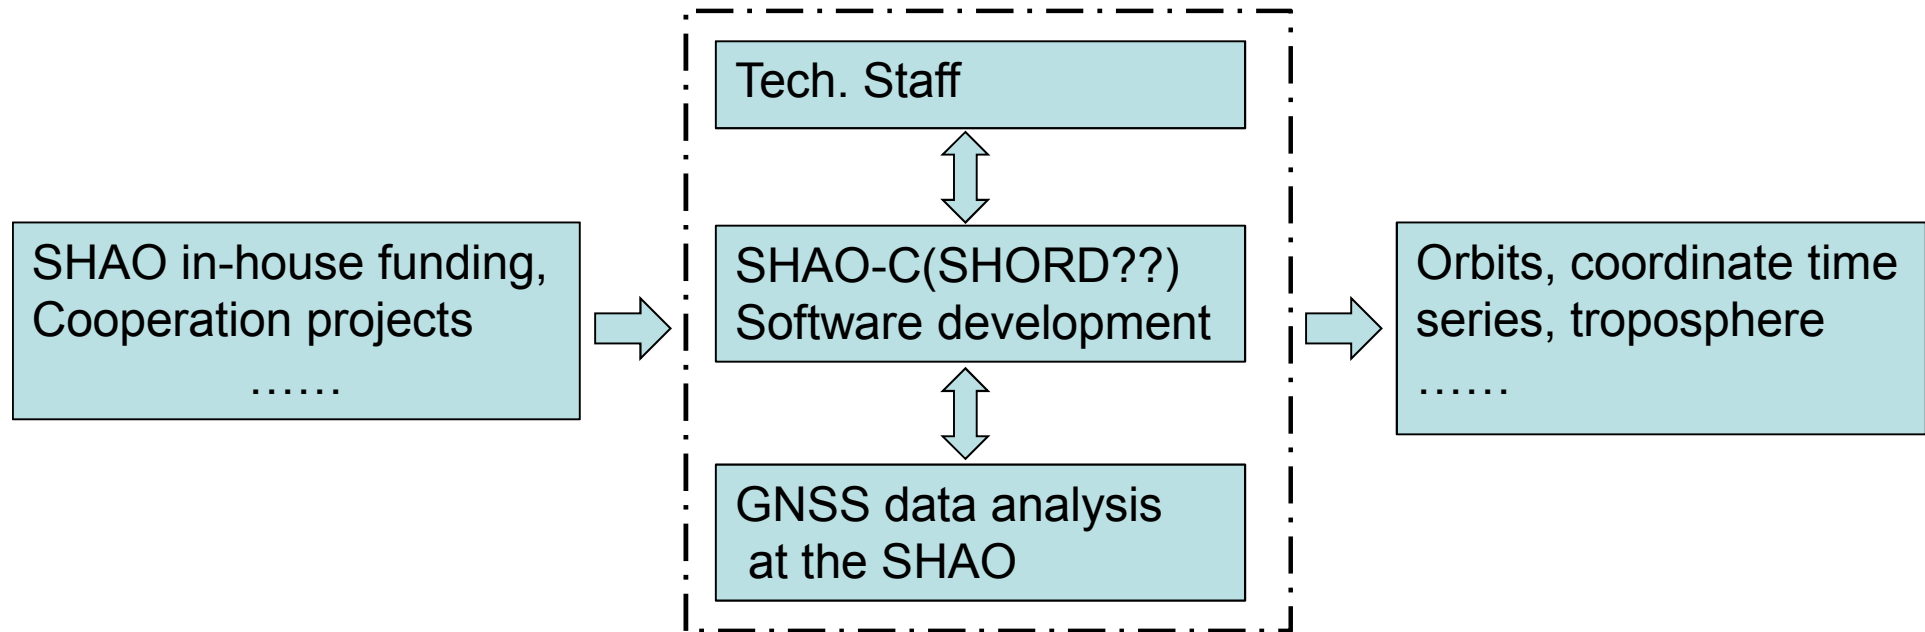 Tech. Staff
SHAO in-house funding,
Cooperation projects
......
SHAO-C(SHORD??)
Software development
Orbits, coordinate time
series, troposphere
......
GNSS data analysis
at the SHAO